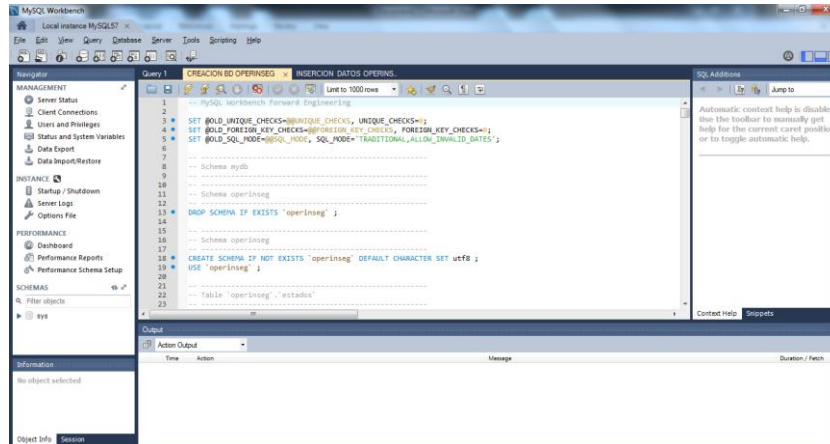 MySQL Workbench
Local instance MySQL57 ×
File Edit View Query Database Server Tools Scripting Help
Navigator
MANAGEMENT
Server Status
Client Connections
Users and Privileges
Status and System Variables
Data Export
Data Import/Restore
INSTANCE
Startup / Shutdown
Server Logs
Options File
PERFORMANCE
Dashboard
Performance Reports
Performance Schema Setup
SCHEMAS
Filter objects
sys
Information
No object selected
Object Info Session
Query 1 CREACION BD OPERINSEG × INSERCION DATOS OPERINS..
Limit to 1000 rows
1 -- MySQL Workbench Forward Engineering
2
3 SET @OLD_UNIQUE_CHECKS=@@UNIQUE_CHECKS, UNIQUE_CHECKS=0;
4 SET @OLD_FOREIGN_KEY_CHECKS=@@FOREIGN_KEY_CHECKS, FOREIGN_KEY_CHECKS=0;
5 SET @OLD_SQL_MODE=@@SQL_MODE, SQL_MODE='TRADITIONAL,ALLOW_INVALID_DATES';
6
7 -- -----------------------------------------------------
8 -- Schema mydb
9 -- -----------------------------------------------------
10 -- -----------------------------------------------------
11 -- Schema operinseg
12 -- -----------------------------------------------------
13 DROP SCHEMA IF EXISTS `operinseg` ;
14
15 -- -----------------------------------------------------
16 -- Schema operinseg
17 -- -----------------------------------------------------
18 CREATE SCHEMA IF NOT EXISTS `operinseg` DEFAULT CHARACTER SET utf8 ;
19 USE `operinseg` ;
20
21 -- -----------------------------------------------------
22 -- Table `operinseg`.`estados`
23 -- -----------------------------------------------------
Output
Action Output
Time Action Message Duration / Fetch
SQL Additions
Jump to
Automatic context help is disable
Use the toolbar to manually get
help for the current caret positio
or to toggle automatic help.
Context Help Snippets